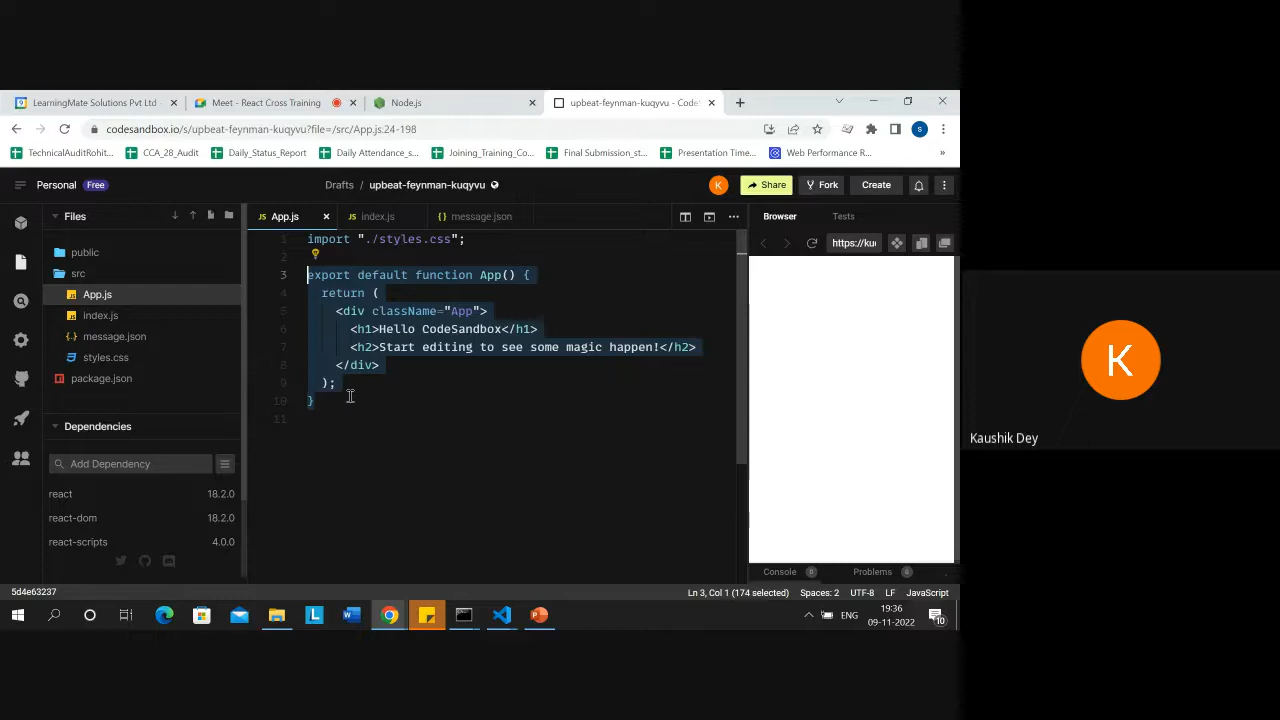 LearningMate Solutions Pvt Ltd -
Meet - React Cross Training
Node.js
upbeat-feynman-kuqyvu - CodeS
codesandbox.io/s/upbeat-feynman-kuqyvu?file=/src/App.js:24-198
S
TechnicalAuditRohit...
CCA_28_Audit
Daily_Status_Report
Daily Attendance_s...
Joining_Training_Co...
Final Submission_st...
Presentation Time...
Web Performance R...
»
Personal Free
Drafts / upbeat-feynman-kuqyvu
K
Share
Fork
Create
Files
App.js
index.js
message.json
Browser
Tests
https://kuq
public
src
App.js
index.js
message.json
styles.css
package.json
1 import "./styles.css";
2
3 export default function App() {
4 return (
5 <div className="App">
6 <h1>Hello CodeSandbox</h1>
7 <h2>Start editing to see some magic happen!</h2>
8 </div>
9 );
10 }
11
Dependencies
Add Dependency
react 18.2.0
react-dom 18.2.0
react-scripts 4.0.0
Console 0
Problems 0
5d4e63237
Ln 3, Col 1 (174 selected)
Spaces: 2
UTF-8
LF
JavaScript
ENG
19:36
09-11-2022
10
K
Kaushik Dey